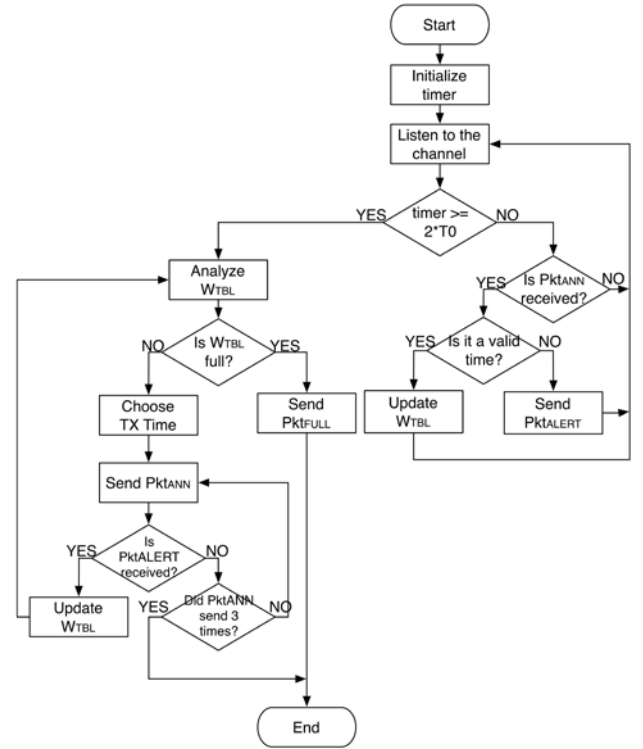 Start
Initialize
timer
Listen to the
channel
timer >=
2*T0
YES
NO
Analyze
WTBL
Is PktANN
received?
YES
NO
Is WTBL
full?
NO
YES
Is it a valid
time?
YES
NO
Choose
TX Time
Send
PktFULL
Update
WTBL
Send
PktALERT
Send PktANN
Is
PktALERT
received?
YES
NO
Update
WTBL
Did PktANN
send 3
times?
YES
NO
End